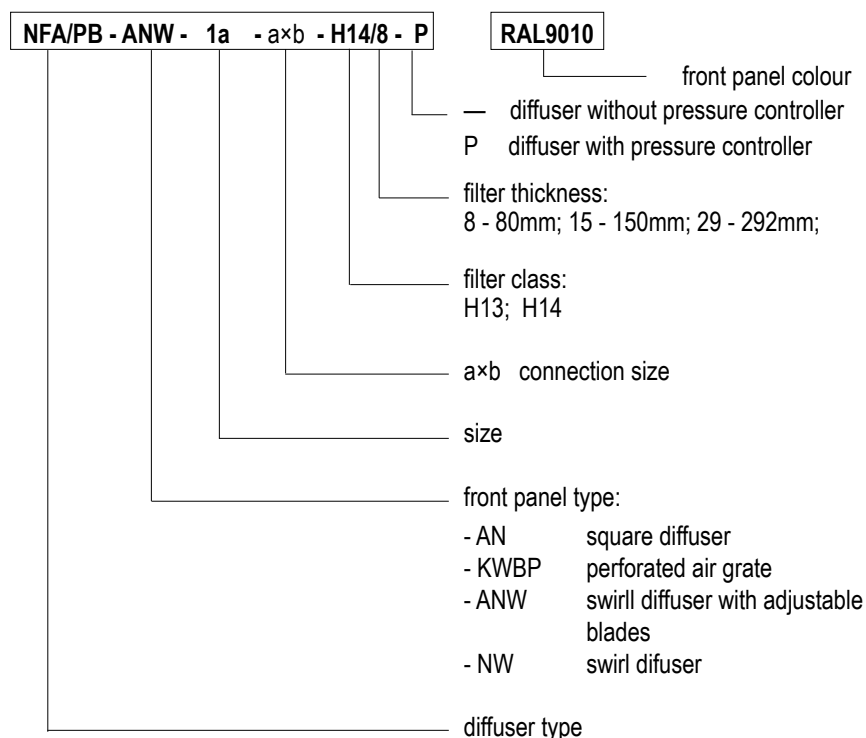 NFA/PB - ANW - 1a - a×b - H14/8 - P RAL9010
front panel colour
— diffuser without pressure controller
P diffuser with pressure controller
filter thickness:
8 - 80mm; 15 - 150mm; 29 - 292mm;
filter class:
H13; H14
a×b connection size
size
front panel type:
- AN square diffuser
- KWBP perforated air grate
- ANW swirll diffuser with adjustable
blades
- NW swirl difuser
diffuser type